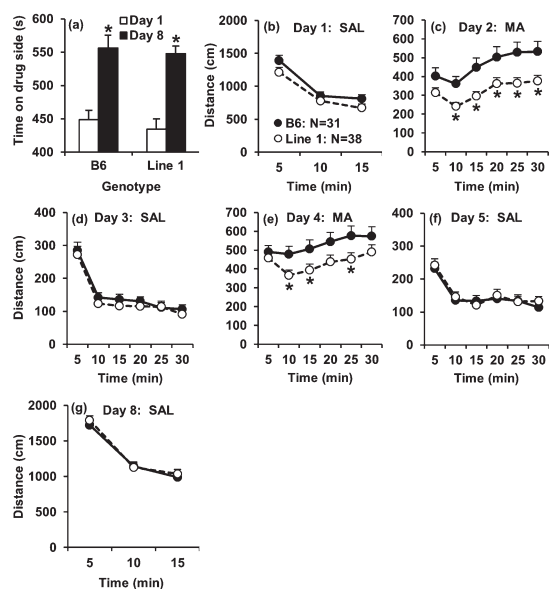 (a)
Day 1
Day 8
Time on drug side (s)
600
550
500
450
400
*
*
B6
Line 1
Genotype
(b)
Day 1: SAL
Distance (cm)
2000
1500
1000
500
0
B6: N=31
Line 1: N=38
5 10 15
Time (min)
(c)
Day 2: MA
700
600
500
400
300
200
100
0
* * * * *
5 10 15 20 25 30
Time (min)
(d)
Day 3: SAL
Distance (cm)
400
300
200
100
0
5 10 15 20 25 30
Time (min)
(e)
Day 4: MA
700
600
500
400
300
200
100
0
* * *
5 10 15 20 25 30
Time (min)
(f)
Day 5: SAL
400
300
200
100
0
5 10 15 20 25 30
Time (min)
(g)
Day 8: SAL
Distance (cm)
2000
1500
1000
500
0
5 10 15
Time (min)